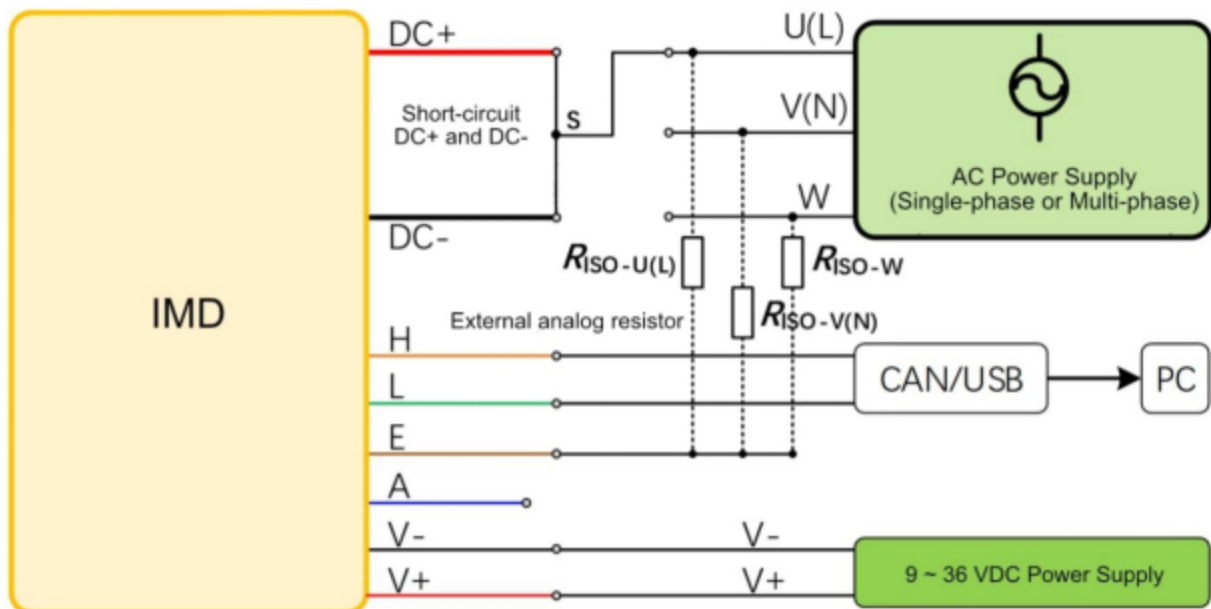 IMD
DC+
Short-circuit
DC+ and DC-
S
DC-
U(L)
V(N)
W
AC Power Supply
(Single-phase or Multi-phase)
RISO-U(L)
RISO-W
RISO-V(N)
External analog resistor
H
L
CAN/USB
PC
E
A
V-
V-
9 ~ 36 VDC Power Supply
V+
V+